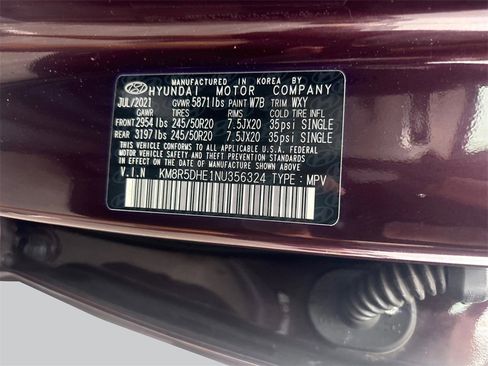 MANUFACTURED IN KOREA BY
HYUNDAI MOTOR COMPANY
JUL/2021 GVWR 5871lbs PAINT W7B TRIM WXY
GAWR TIRES RIMS COLD TIRE INFL
FRONT 2954 lbs 245/50R20 7.5JX20 35psi SINGLE
REAR 3197 lbs 245/50R20 7.5JX20 35psi SINGLE
THIS VEHICLE CONFORMS TO ALL APPLICABLE U.S.A. FEDERAL
MOTOR VEHICLE SAFETY STANDARDS IN EFFECT ON THE
DATE OF MANUFACTURE SHOWN ABOVE
V.I.N KM8R5DHE1NU356324 TYPE : MPV